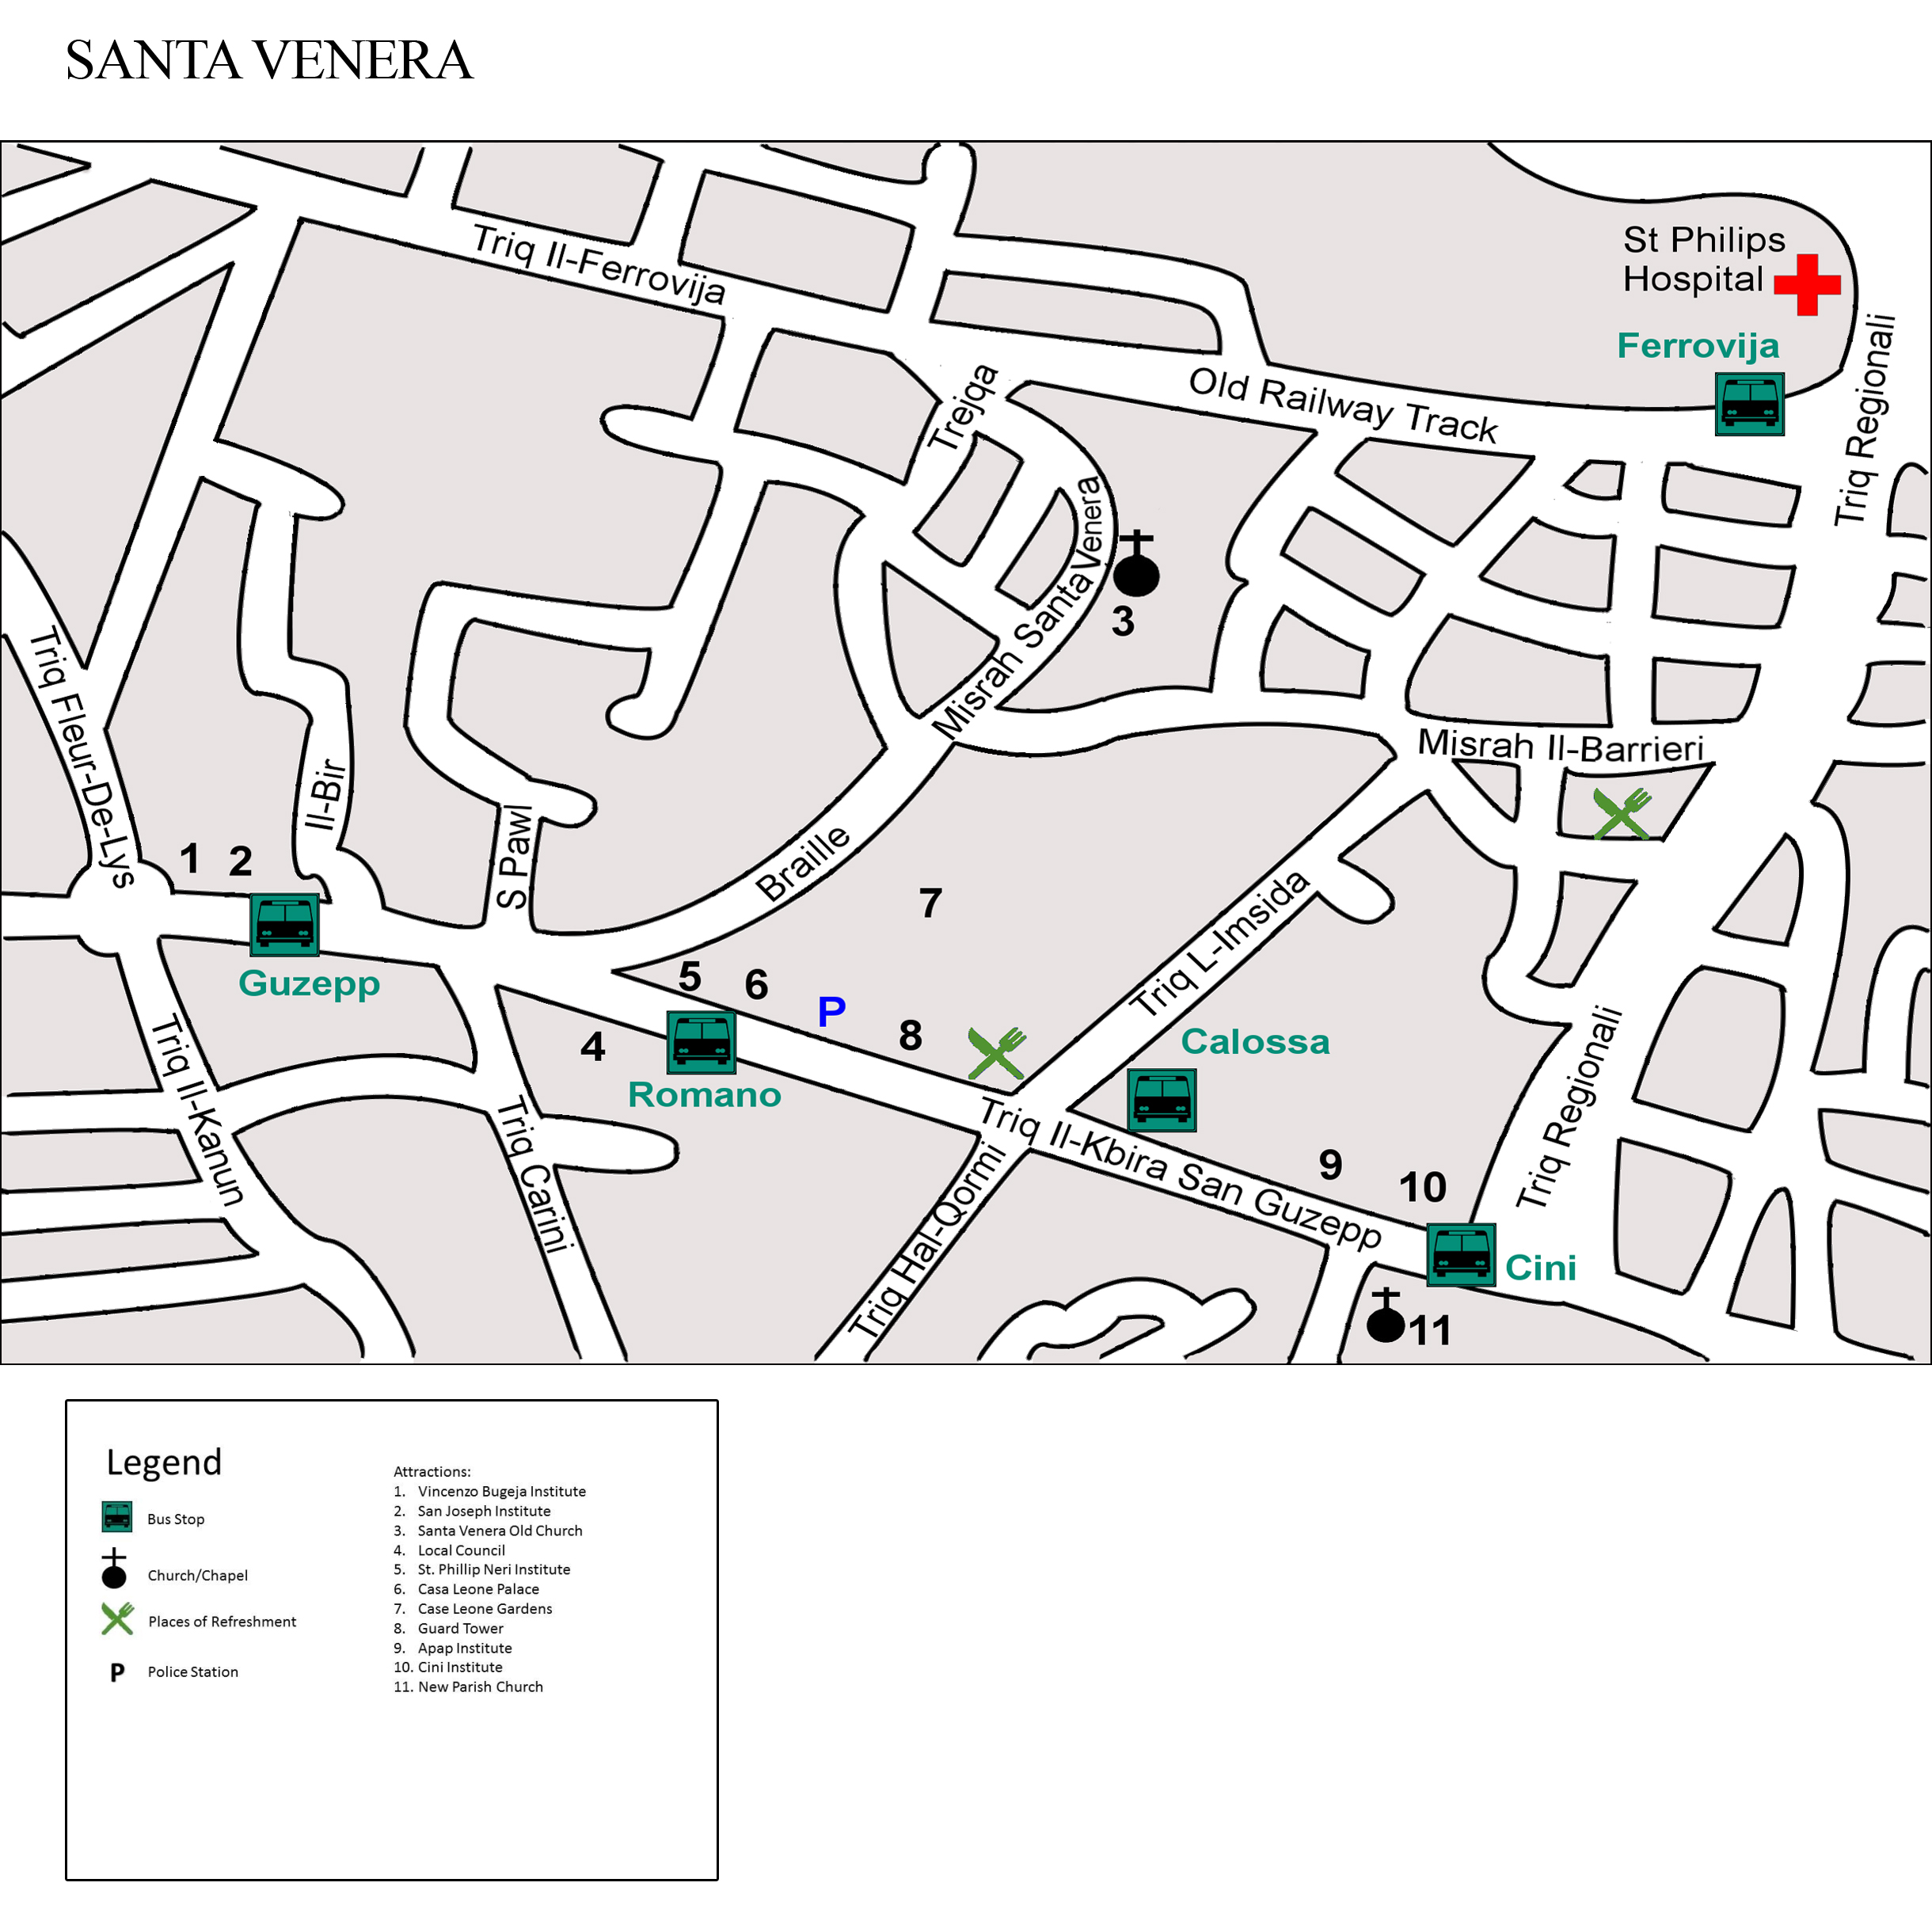 SANTA VENERA
Triq Il-Ferrovija
St Philips
Hospital
Ferrovija
Triq Regionali
Old Railway Track
Trejqa
Misrah Santa Venera
3
Triq Fleur-De-Lys
Il-Bir
S Pawl
Misrah Il-Barrieri
1
2
Braille
7
Triq L-Imsida
Guzepp
5
6
P
8
4
Romano
Calossa
Triq Il-Kanun
Triq Carini
Triq Il-Kbira San Guzepp
Triq Hal-Qormi
Triq Regionali
9
10
Cini
11
Legend
Bus Stop
Church/Chapel
Places of Refreshment
P Police Station
Attractions:
1. Vincenzo Bugeja Institute
2. San Joseph Institute
3. Santa Venera Old Church
4. Local Council
5. St. Phillip Neri Institute
6. Casa Leone Palace
7. Case Leone Gardens
8. Guard Tower
9. Apap Institute
10. Cini Institute
11. New Parish Church